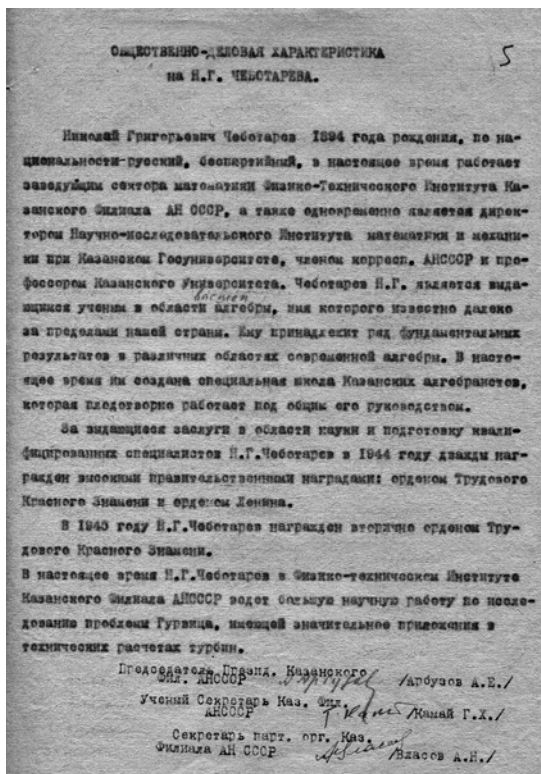 5
ОБЩЕСТВЕННО-ДЕЛОВАЯ ХАРАКТЕРИСТИКА
на Н.Г. ЧЕБОТАРЕВА.
Николай Григорьевич Чеботарев 1894 года рождения, по на-
циональности-русский, беспартийный, в настоящее время работает
заведующим сектора математики Физико-Технического Института Ка-
занского Филиала АН СССР, а также одновременно является дирек-
тором Научно-исследовательского Института математики и механи-
ки при Казанском Госуниверситете, членом корресп. АНСССР и про-
фессором Казанского Университета. Чеботарев Н.Г. является выда-
ющимся ученым в области высшей алгебры, имя которого известно далеко
за пределами нашей страны. Ему принадлежит ряд фундаментальных
результатов в различных областях современной алгебры. В настоя-
щее время им создана специальная школа Казанских алгебраистов,
которая плодотворно работает под общим его руководством.
За выдающиеся заслуги в области науки и подготовку квали-
фицированных специалистов Н.Г.Чеботарев в 1944 году дважды наг-
ражден высокими правительственными наградами: орденом Трудового
Красного Знамени и орденом Ленина.
В 1945 году Н.Г.Чеботарев награжден вторично орденом Тру-
дового Красного Знамени.
В настоящее время Н.Г.Чеботарев в Физико-техническом Институте
Казанского Филиала АНСССР ведет большую научную работу по иссле-
дованию проблемы Гурвица, имеющей значительное приложения в
технических расчетах турбин.
Председатель Презид. Казанского
Фил. АНСССР /Арбузов А.Е./
Ученый Секретарь Каз. Фил.
АНСССР /Камай Г.Х./
Секретарь парт. орг. Каз.
Филиала АН СССР /Власов А.Н./